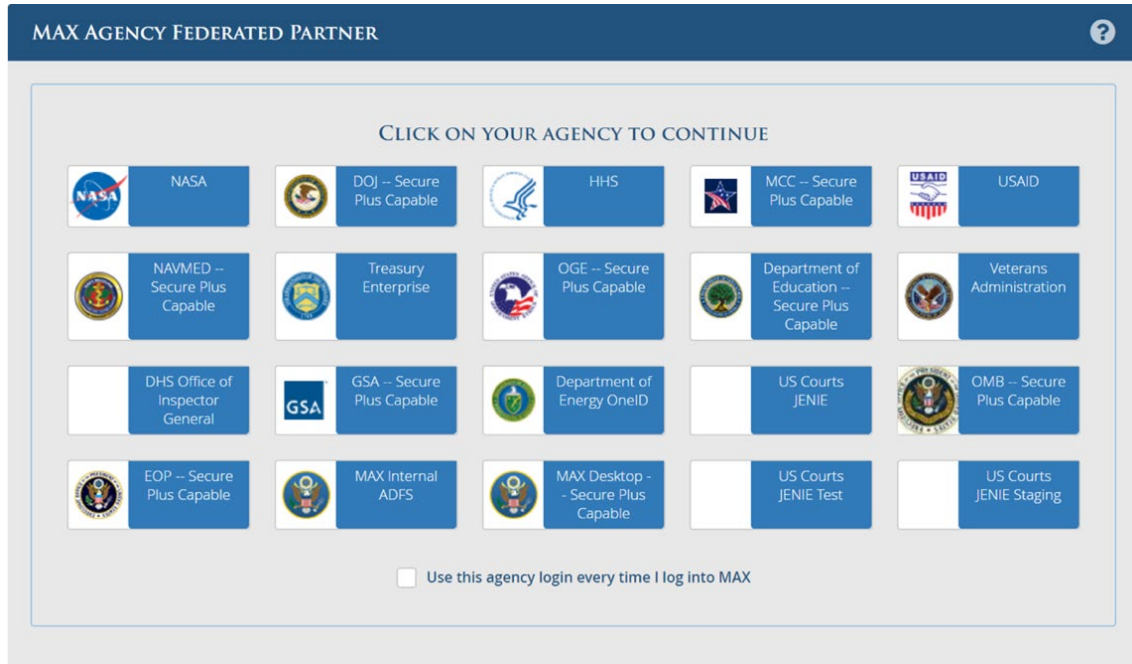 MAX AGENCY FEDERATED PARTNER
?
CLICK ON YOUR AGENCY TO CONTINUE
NASA
NASA
DOJ -- Secure
Plus Capable
HHS
MCC -- Secure
Plus Capable
USAID
USAID
NAVMED --
Secure Plus
Capable
Treasury
Enterprise
OGE -- Secure
Plus Capable
Department of
Education --
Secure Plus
Capable
Veterans
Administration
DHS Office of
Inspector
General
GSA
GSA -- Secure
Plus Capable
Department of
Energy OneID
US Courts
JENIE
OMB -- Secure
Plus Capable
EOP -- Secure
Plus Capable
MAX Internal
ADFS
MAX Desktop -
- Secure Plus
Capable
US Courts
JENIE Test
US Courts
JENIE Staging
Use this agency login every time I log into MAX